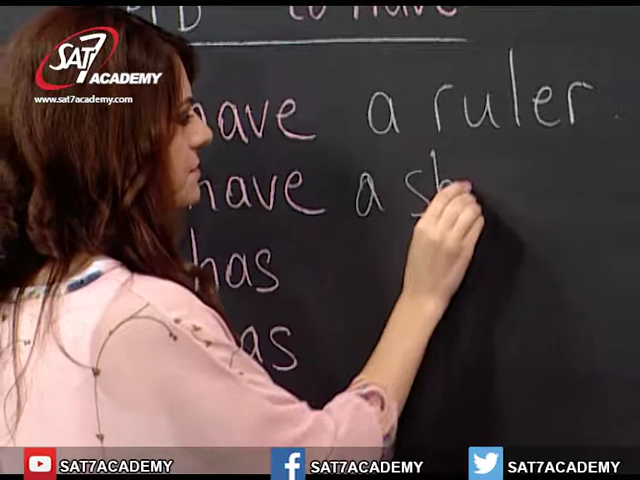 to have
SAT7
ACADEMY
www.sat7academy.com
have a ruler.
have a sh
has
as
SAT7ACADEMY
SAT7ACADEMY
SAT7ACADEMY